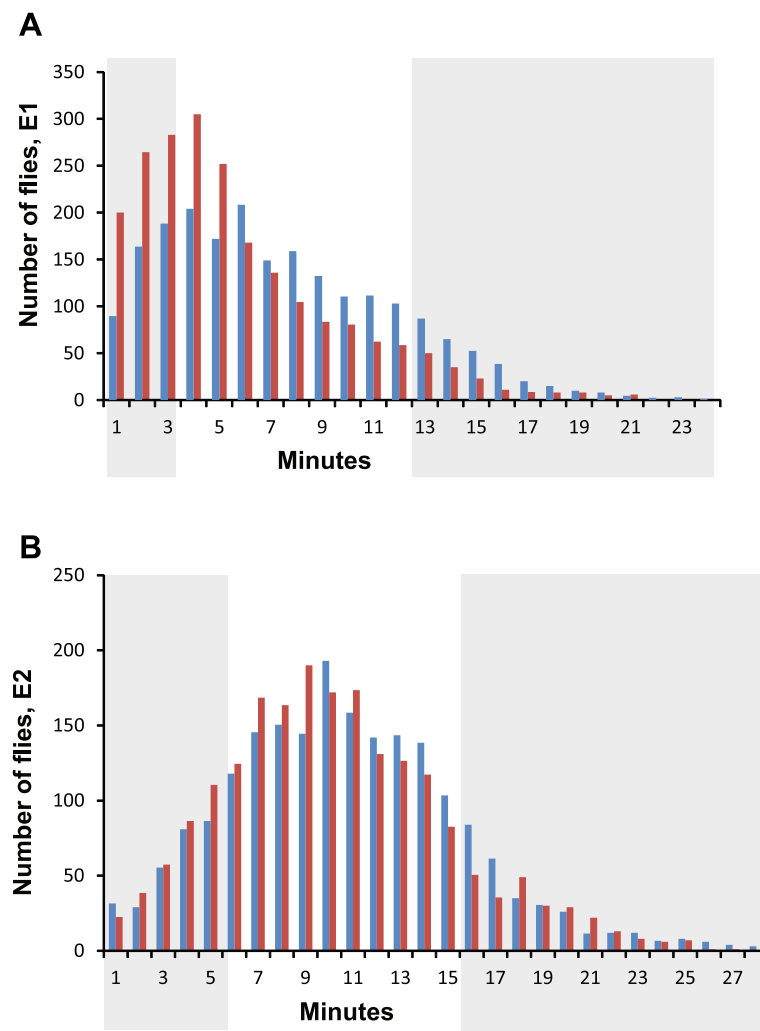 A
Number of flies, E1
350
300
250
200
150
100
50
0
1 3 5 7 9 11 13 15 17 19 21 23
Minutes
B
Number of flies, E2
250
200
150
100
50
0
1 3 5 7 9 11 13 15 17 19 21 23 25 27
Minutes